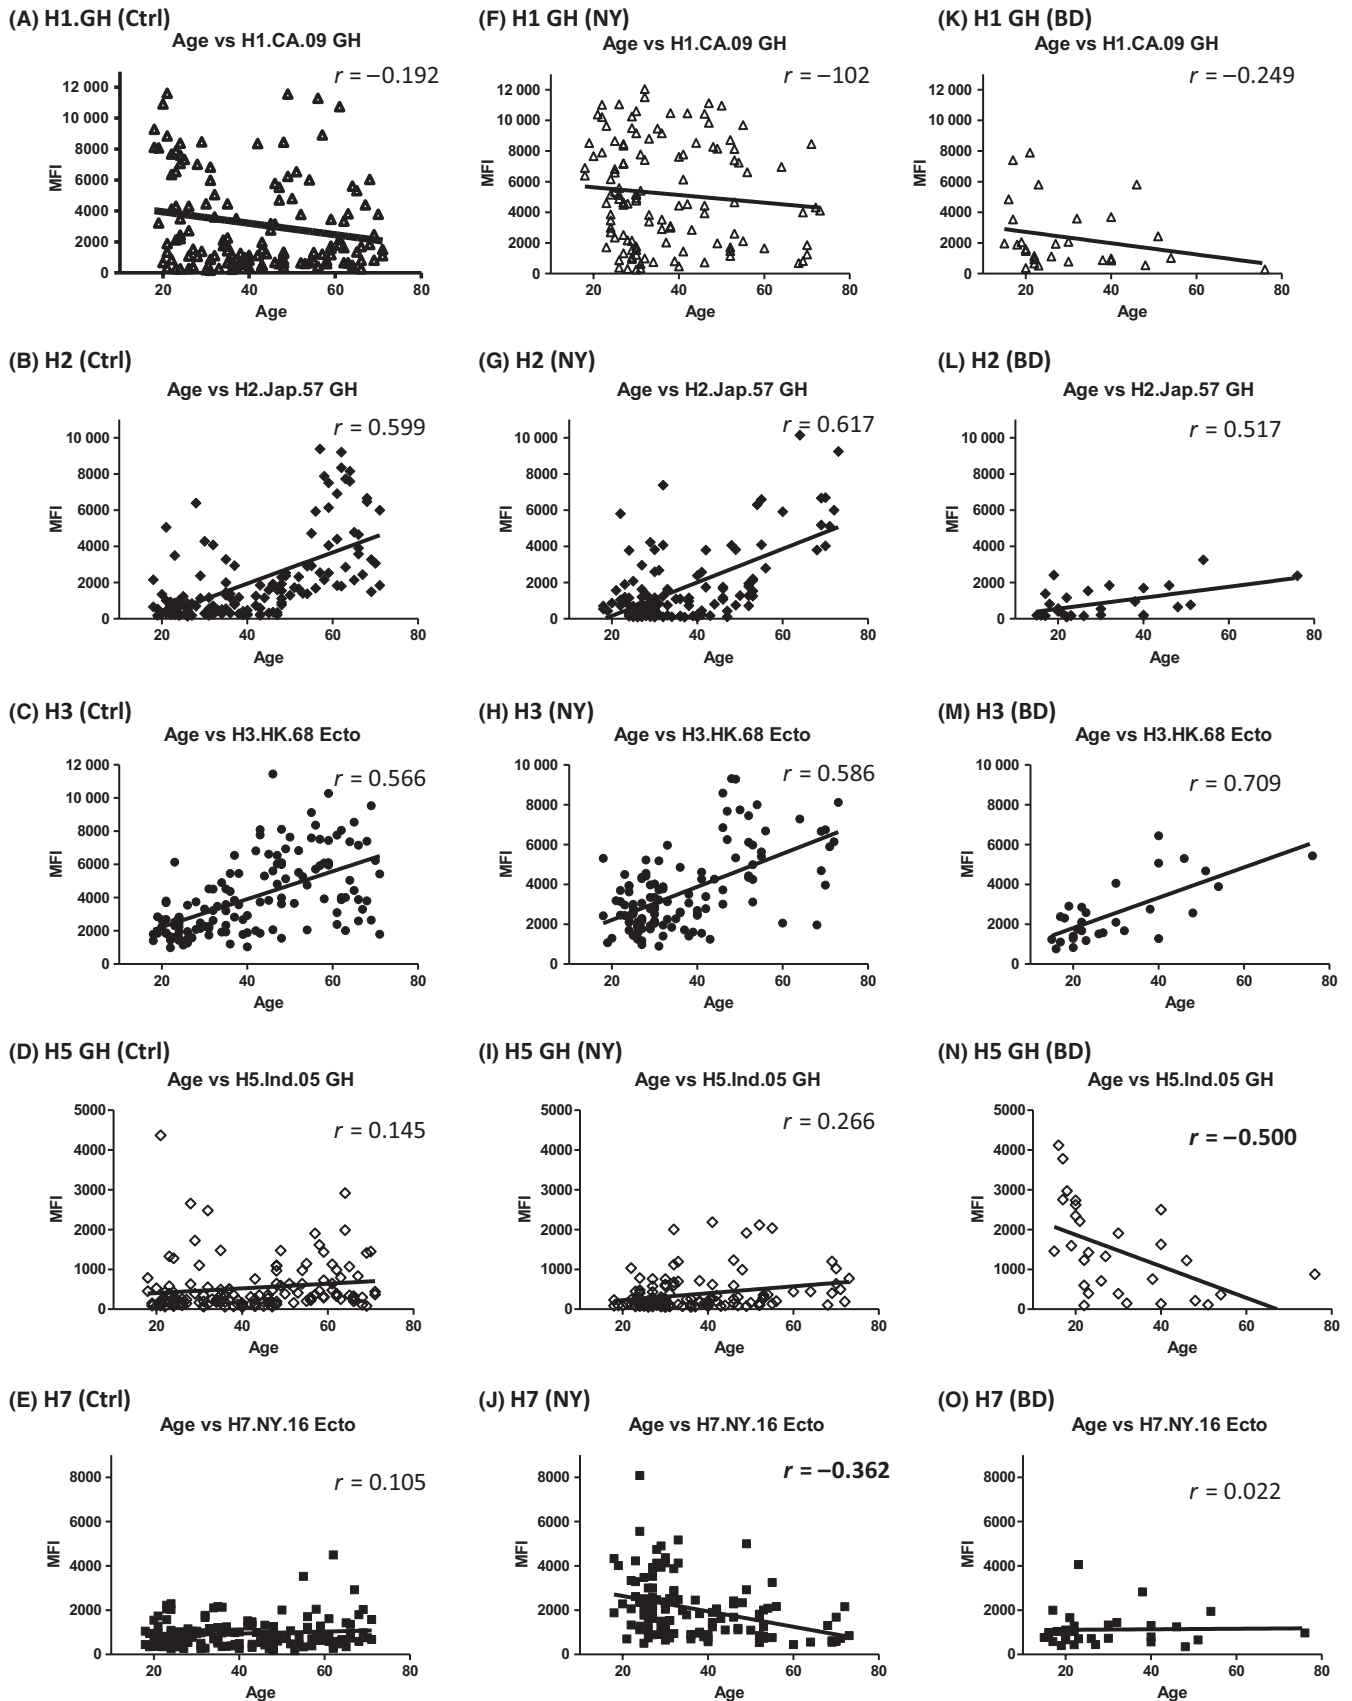 (A) H1.GH (Ctrl)
Age vs H1.CA.09 GH
r = –0.192
12 000
10 000
8000
6000
4000
2000
0
MFI
20 40 60 80
Age
(F) H1 GH (NY)
Age vs H1.CA.09 GH
r = –102
12 000
10 000
8000
6000
4000
2000
0
MFI
20 40 60 80
Age
(K) H1 GH (BD)
Age vs H1.CA.09 GH
r = –0.249
12 000
10 000
8000
6000
4000
2000
0
MFI
20 40 60 80
Age
(B) H2 (Ctrl)
Age vs H2.Jap.57 GH
r = 0.599
10 000
8000
6000
4000
2000
0
MFI
20 40 60 80
Age
(G) H2 (NY)
Age vs H2.Jap.57 GH
r = 0.617
10 000
8000
6000
4000
2000
0
MFI
20 40 60 80
Age
(L) H2 (BD)
Age vs H2.Jap.57 GH
r = 0.517
10 000
8000
6000
4000
2000
0
MFI
20 40 60 80
Age
(C) H3 (Ctrl)
Age vs H3.HK.68 Ecto
r = 0.566
12 000
10 000
8000
6000
4000
2000
0
MFI
20 40 60 80
Age
(H) H3 (NY)
Age vs H3.HK.68 Ecto
r = 0.586
10 000
8000
6000
4000
2000
0
MFI
20 40 60 80
Age
(M) H3 (BD)
Age vs H3.HK.68 Ecto
r = 0.709
10 000
8000
6000
4000
2000
0
MFI
20 40 60 80
Age
(D) H5 GH (Ctrl)
Age vs H5.Ind.05 GH
r = 0.145
5000
4000
3000
2000
1000
0
MFI
20 40 60 80
Age
(I) H5 GH (NY)
Age vs H5.Ind.05 GH
r = 0.266
5000
4000
3000
2000
1000
0
MFI
20 40 60 80
Age
(N) H5 GH (BD)
Age vs H5.Ind.05 GH
r = –0.500
5000
4000
3000
2000
1000
0
MFI
20 40 60 80
Age
(E) H7 (Ctrl)
Age vs H7.NY.16 Ecto
r = 0.105
8000
6000
4000
2000
0
MFI
20 40 60 80
Age
(J) H7 (NY)
Age vs H7.NY.16 Ecto
r = –0.362
8000
6000
4000
2000
0
MFI
20 40 60 80
Age
(O) H7 (BD)
Age vs H7.NY.16 Ecto
r = 0.022
8000
6000
4000
2000
0
MFI
20 40 60 80
Age